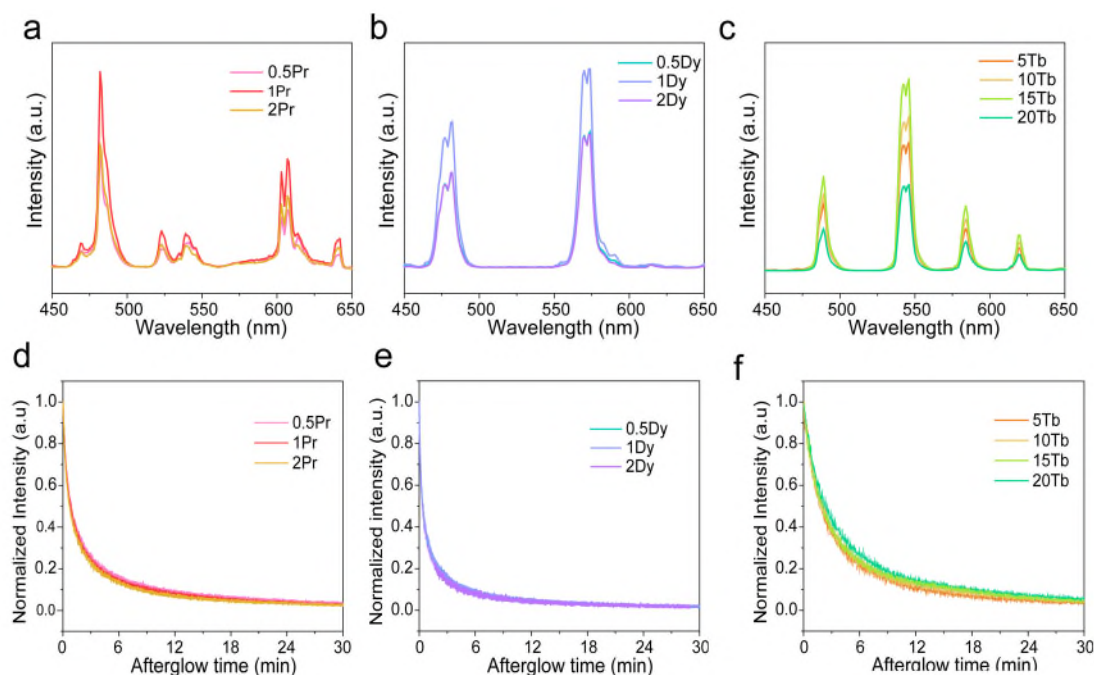 a
Intensity (a.u.)
0.5Pr
1Pr
2Pr
450 500 550 600 650
Wavelength (nm)
b
Intensity (a.u.)
0.5Dy
1Dy
2Dy
450 500 550 600 650
Wavelength (nm)
c
Intensity (a.u.)
5Tb
10Tb
15Tb
20Tb
450 500 550 600 650
Wavelength (nm)
d
Normalized Intensity (a.u)
1.0
0.8
0.6
0.4
0.2
0.0
0.5Pr
1Pr
2Pr
0 6 12 18 24 30
Afterglow time (min)
e
Normalized intensity (a.u)
1.0
0.8
0.6
0.4
0.2
0.0
0.5Dy
1Dy
2Dy
0 6 12 18 24 30
Afterglow time (min)
f
Normalized Intensity (a.u)
1.0
0.8
0.6
0.4
0.2
0.0
5Tb
10Tb
15Tb
20Tb
0 6 12 18 24 30
Afterglow time (min)